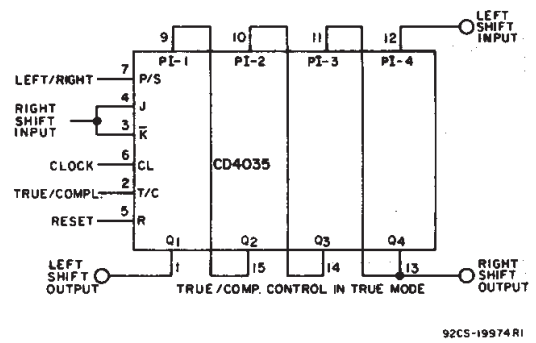 LEFT
SHIFT
INPUT
9
10
11
12
PI-1
PI-2
PI-3
PI-4
LEFT/RIGHT
7
P/S
RIGHT
SHIFT
INPUT
4
J
3
K̅
CLOCK
6
CL
CD4035
TRUE/COMPL.
2
T/C
RESET
5
R
Q1
Q2
Q3
Q4
LEFT
SHIFT
OUTPUT
1
15
14
13
RIGHT
SHIFT
OUTPUT
TRUE/COMP. CONTROL IN TRUE MODE
92CS-19974R1